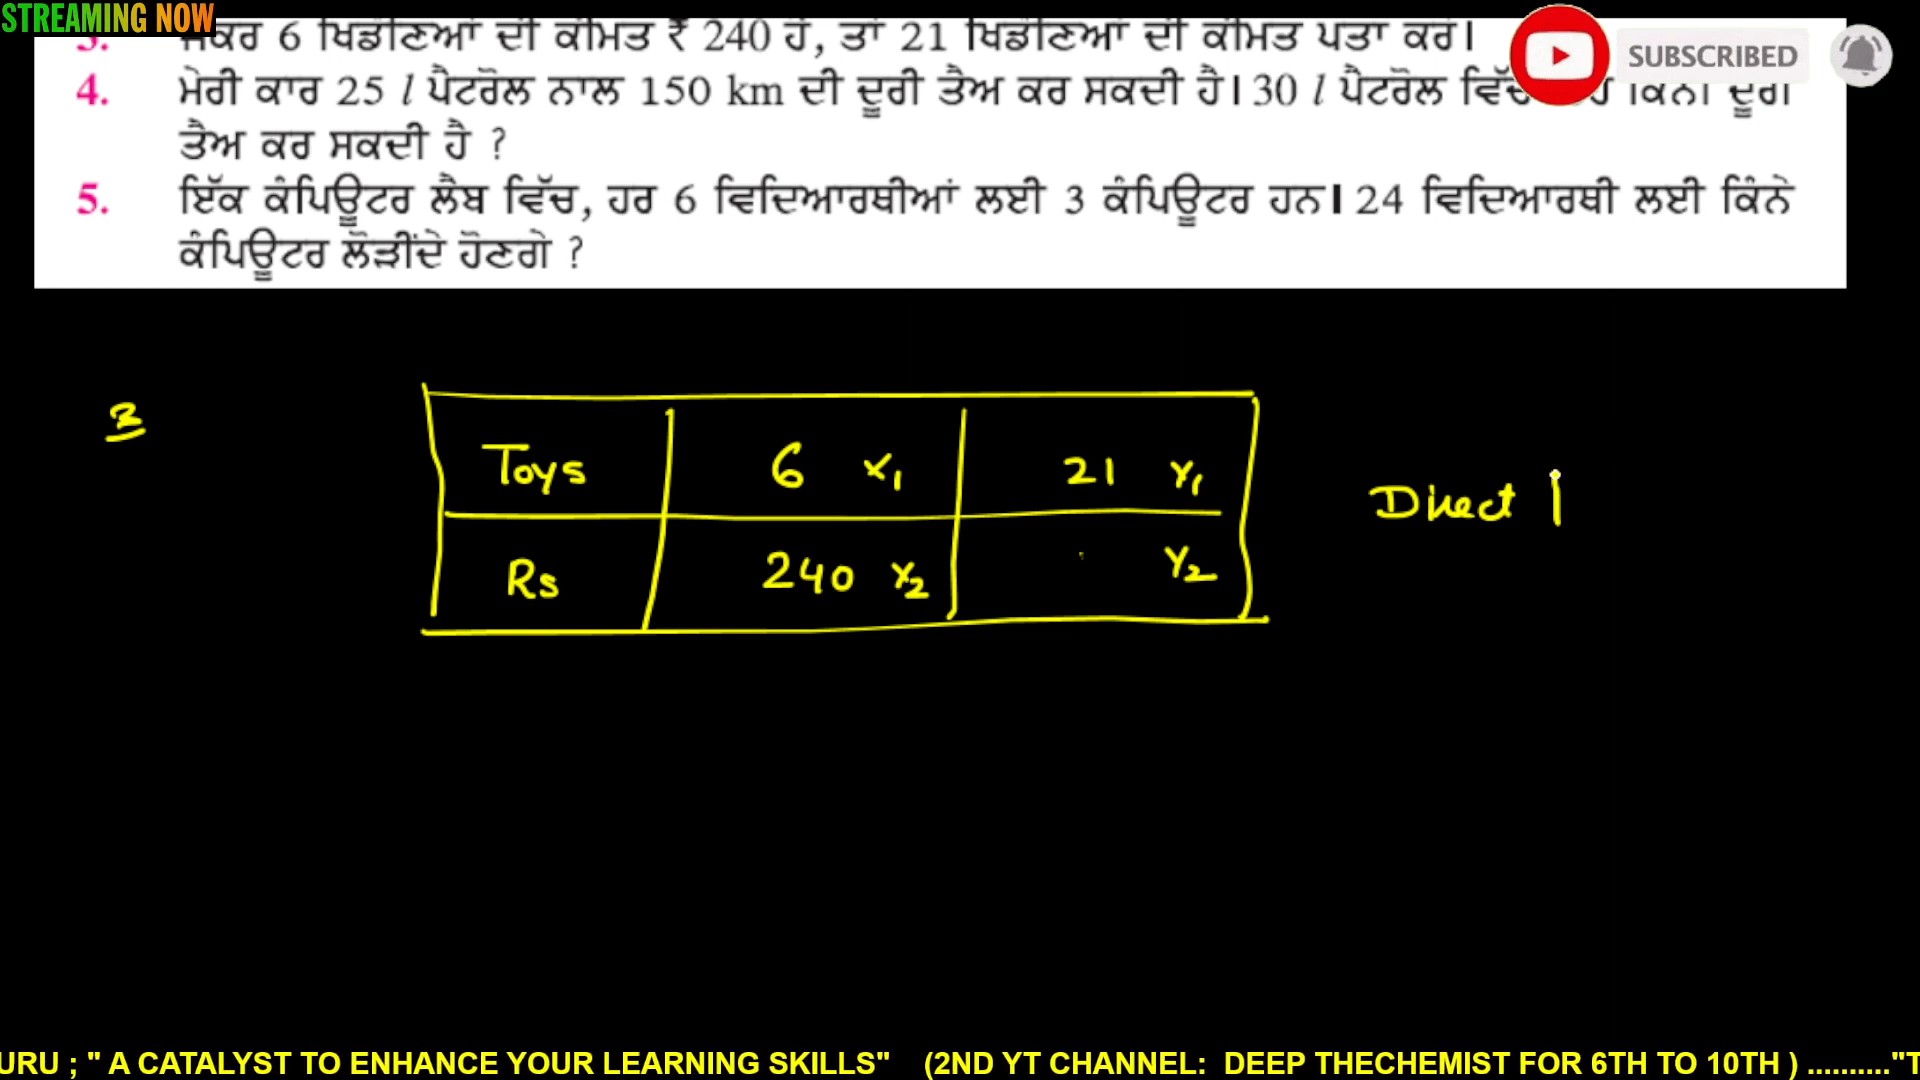 STREAMING NOW
3. ਜੇਕਰ 6 ਖਿਡੌਣਿਆਂ ਦੀ ਕੀਮਤ ₹ 240 ਹੈ, ਤਾਂ 21 ਖਿਡੌਣਿਆਂ ਦੀ ਕੀਮਤ ਪਤਾ ਕਰੋ।
SUBSCRIBED
4. ਮੇਰੀ ਕਾਰ 25 l ਪੈਟਰੋਲ ਨਾਲ 150 km ਦੀ ਦੂਰੀ ਤੈਅ ਕਰ ਸਕਦੀ ਹੈ। 30 l ਪੈਟਰੋਲ ਵਿੱਚ ਕਿੰਨੀ ਦੂਰੀ
ਤੈਅ ਕਰ ਸਕਦੀ ਹੈ ?
5. ਇੱਕ ਕੰਪਿਊਟਰ ਲੈਬ ਵਿੱਚ, ਹਰ 6 ਵਿਦਿਆਰਥੀਆਂ ਲਈ 3 ਕੰਪਿਊਟਰ ਹਨ। 24 ਵਿਦਿਆਰਥੀ ਲਈ ਕਿੰਨੇ
ਕੰਪਿਊਟਰ ਲੋੜੀਂਦੇ ਹੋਣਗੇ ?
3
Toys 6 x₁ 21 Y₁
Direct
Rs 240 x₂ Y₂
URU ; " A CATALYST TO ENHANCE YOUR LEARNING SKILLS" (2ND YT CHANNEL: DEEP THECHEMIST FOR 6TH TO 10TH ) .........."T